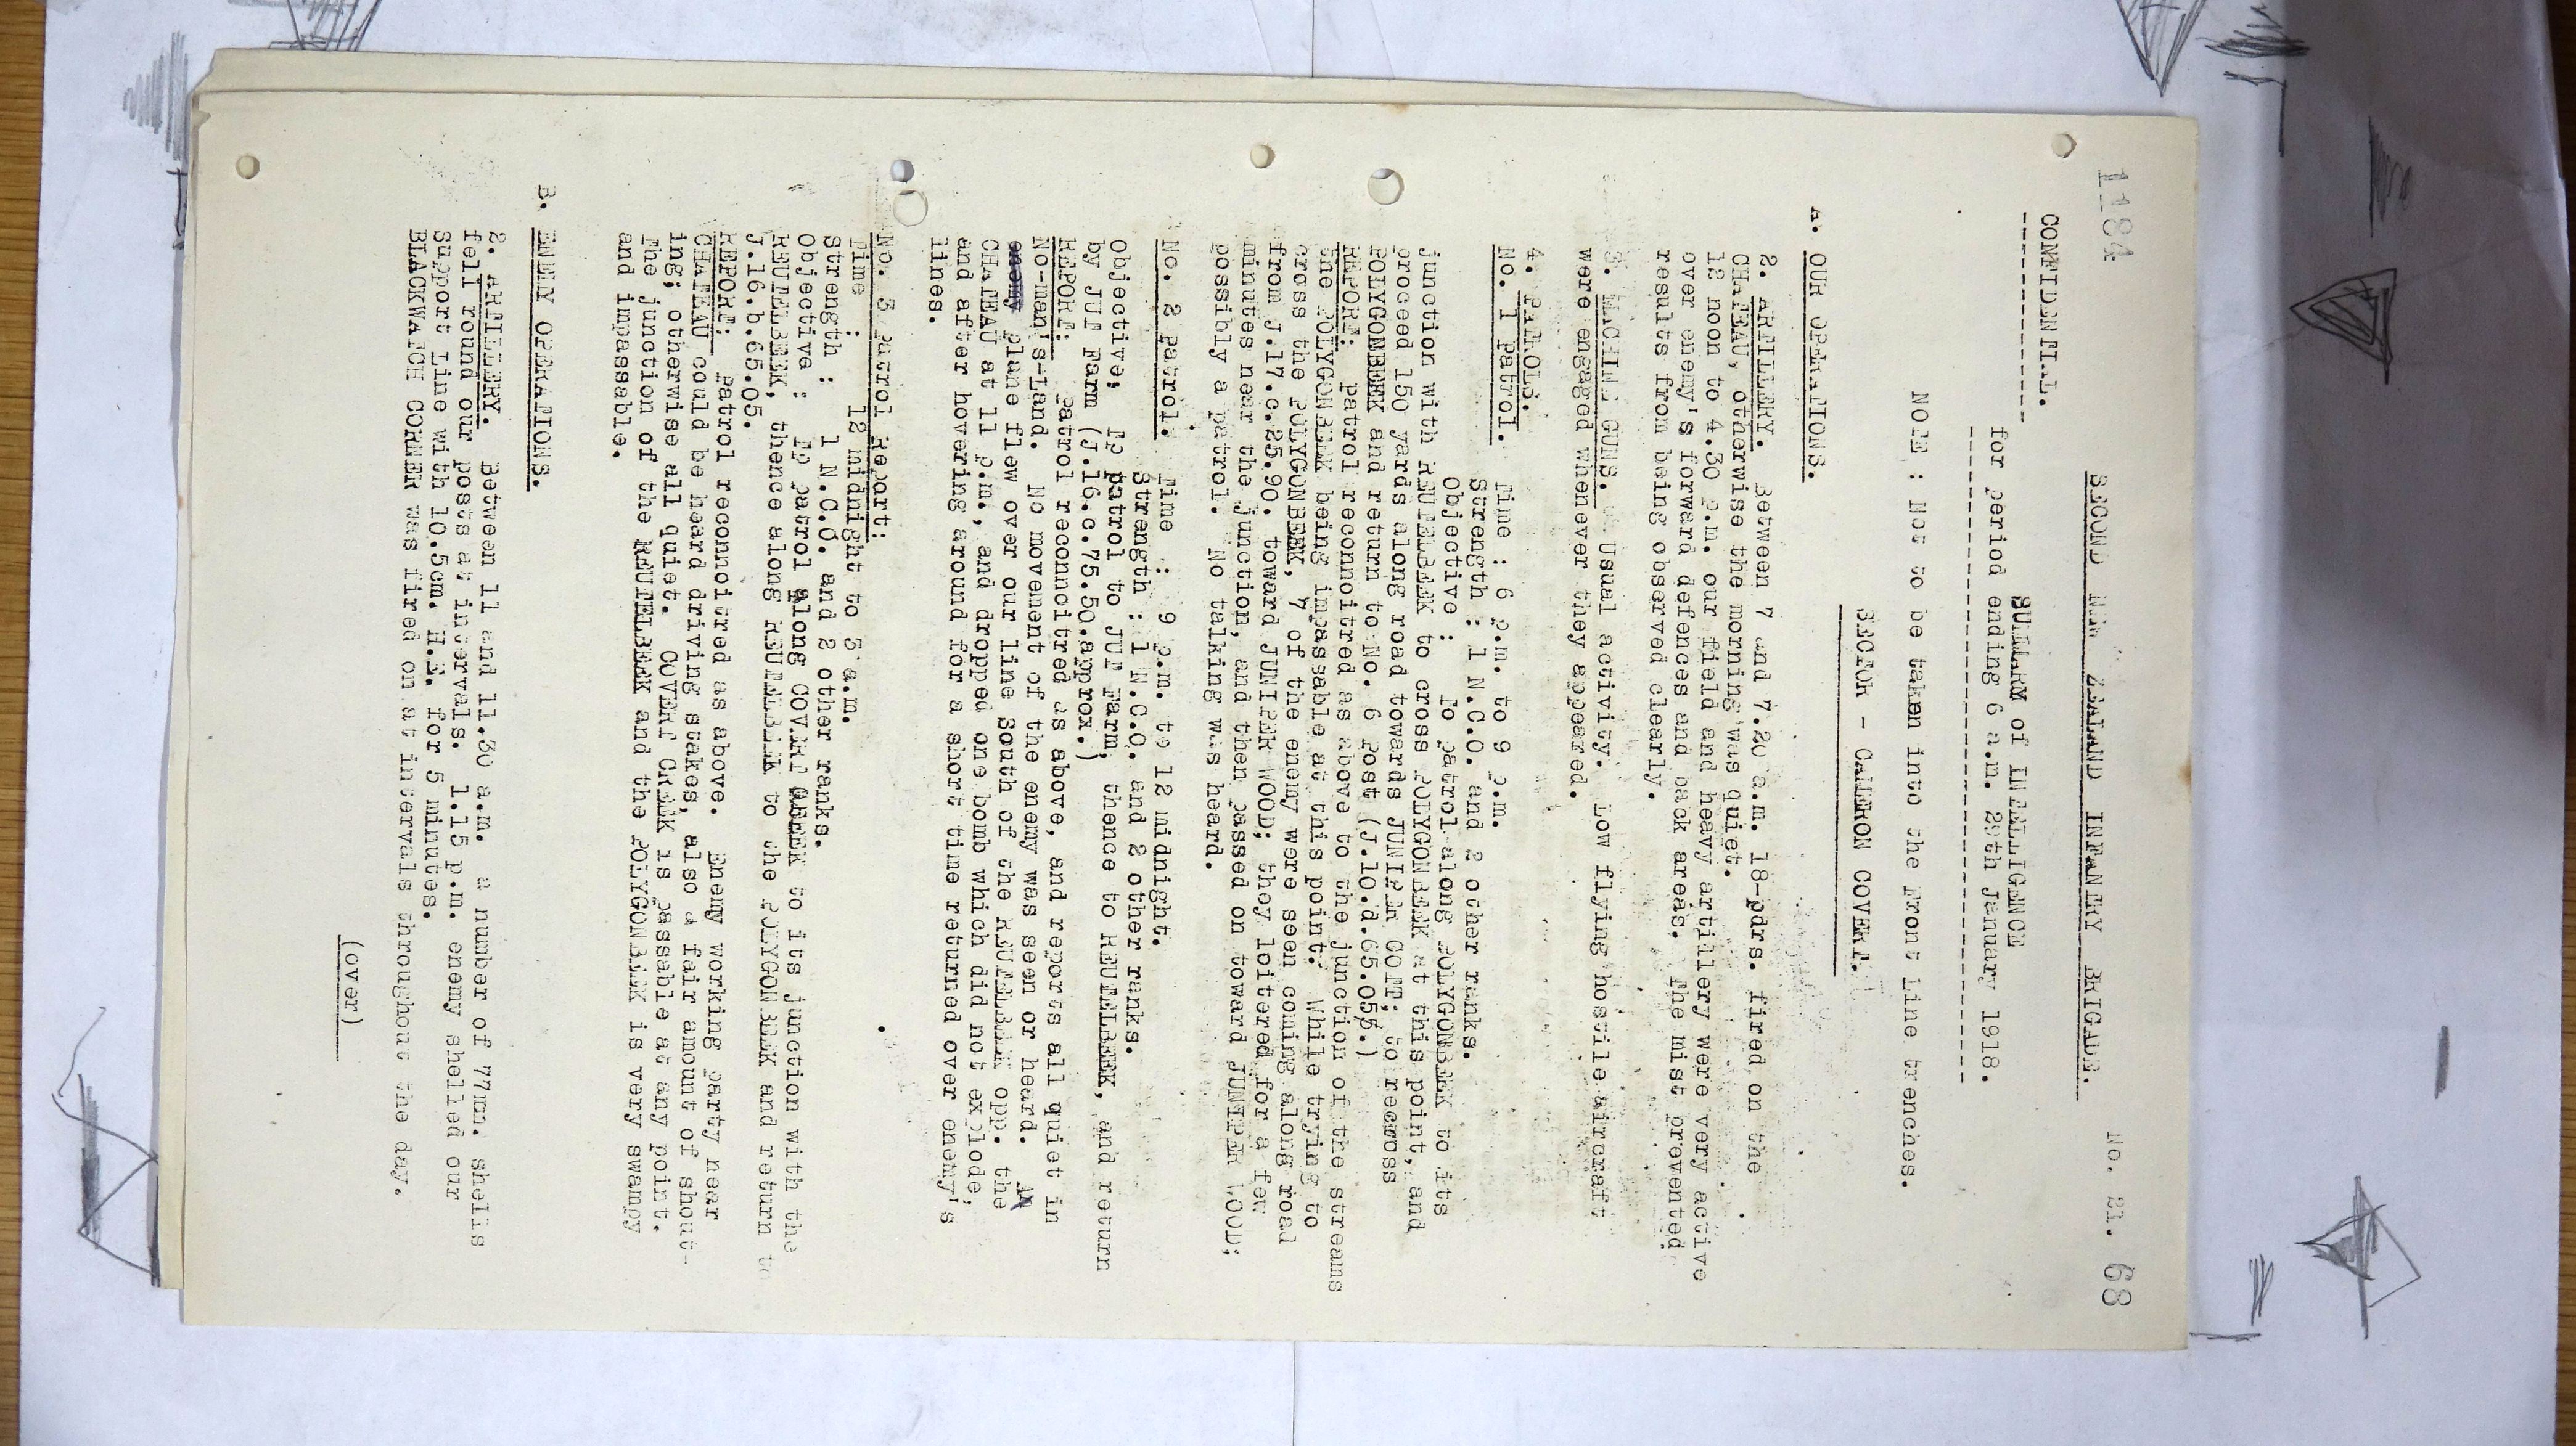 1184
SECOND N.Z. ZEALAND INFANTRY BRIGADE.
No. 21. 68
CONFIDENTIAL.
SUMMARY of INTELLIGENCE
for period ending 6 a.m. 29th January 1918.
NOTE : Not to be taken into the Front Line trenches.
SECTOR - CAMERON COVERT.
A. OUR OPERATIONS.
2. ARTILLERY. Between 7 and 7.20 a.m. 18-pdrs. fired on the
CHATEAU, otherwise the morning was quiet.
12 noon to 4.30 p.m. our field and heavy artillery were very active
over enemy's forward defences and back areas. The mist prevented
results from being observed clearly.
3. MACHINE GUNS. Usual activity. Low flying hostile aircraft
were engaged whenever they appeared.
4. PATROLS.
No. 1 patrol. Time : 6 p.m. to 9 p.m.
Strength : 1 N.C.O. and 2 other ranks.
Objective : To patrol along POLYGONBEEK to its
junction with REUTELBEEK to cross POLYGONBEEK at this point, and
proceed 150 yards along road towards JUNIPER COTT; to recross
POLYGONBEEK and return to No. 6 Post (J.10.d.65.05.)
REPORT: Patrol reconnoitred as above to the junction of the streams
the POLYGONBEEK being impassable at this point. While trying to
cross the POLYGONBEEK, 7 of the enemy were seen coming along road
from J.17.c.25.90. toward JUNIPER WOOD; they loitered for a few
minutes near the junction, and then passed on toward JUNIPER WOOD;
possibly a patrol. No talking was heard.
No. 2 patrol. Time : 9 p.m. to 12 midnight.
Strength : 1 N.C.O. and 2 other ranks.
Objective; To patrol to JUT Farm, thence to REUTELBEEK, and return
by JUT Farm (J.16.c.75.50.approx.)
REPORT: Patrol reconnoitred as above, and reports all quiet in
No-man's-Land. No movement of the enemy was seen or heard. An
enemy plane flew over our line South of the REUTELBEEK opp. the
CHATEAU at 11 p.m., and dropped one bomb which did not explode,
and after hovering around for a short time returned over enemy's
lines.
No. 3 Patrol Repart:
Time : 12 midnight to 5 a.m.
Strength : 1 N.C.O. and 2 other ranks.
Objective : To patrol along COVERT CREEK to its junction with the
REUTELBEEK, thence along REUTELBEEK to the POLYGONBEEK and return to
J.16.b.65.05.
REPORT: Patrol reconnoitred as above. Enemy working party near
CHATEAU could be heard driving stakes, also a fair amount of shout-
ing; otherwise all quiet. COVERT CREEK is passable at any point.
The junction of the REUTELBEEK and the POLYGONBEEK is very swampy
and impassable.
B. ENEMY OPERATIONS.
2. ARTILLERY. Between 11 and 11.30 a.m. a number of 77mm. shells
fell round our posts at intervals. 1.15 p.m. enemy shelled our
Support Line with 10.5cm. H.E. for 5 minutes.
BLACKWATCH CORNER was fired on at intervals throughout the day.
(over)